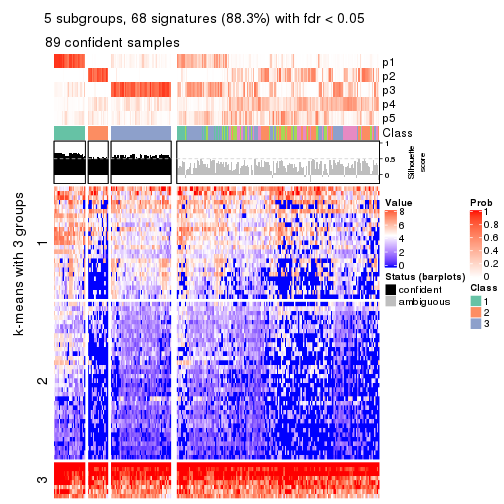 5 subgroups, 68 signatures (88.3%) with fdr < 0.05
89 confident samples
p1
p2
p3
p4
p5
Class
1
0.5
0
Silhouette
score
k-means with 3 groups
1
2
3
Value
8
6
4
2
0
Status (barplots)
confident
ambiguous
Prob
1
0.8
0.6
0.4
0.2
0
Class
1
2
3